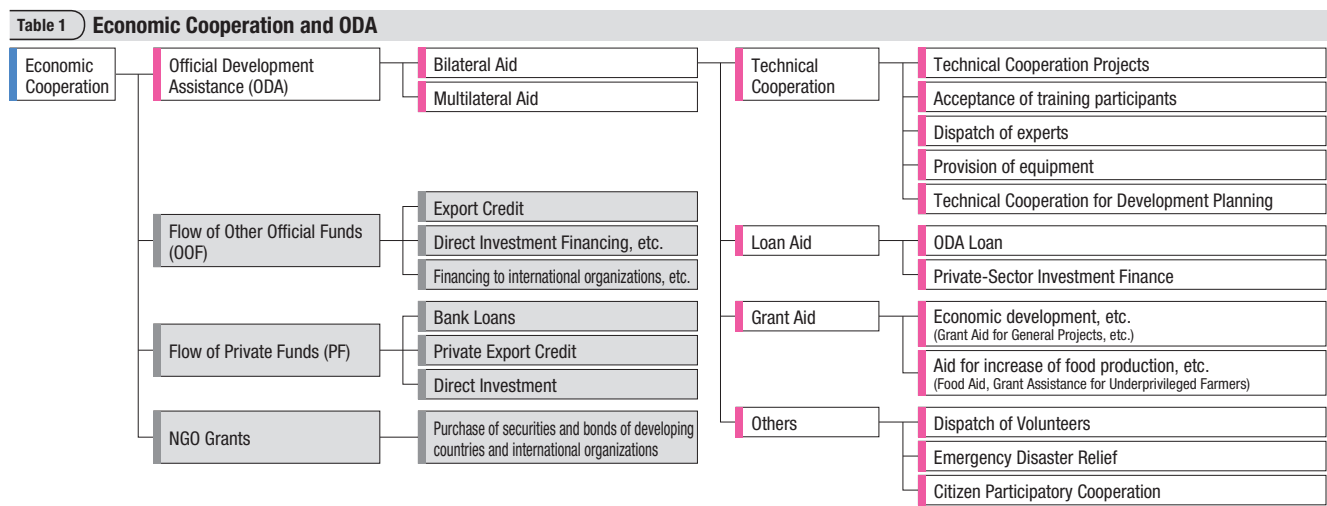 Table 1
Economic Cooperation and ODA
Economic
Cooperation
Official Development
Assistance (ODA)
Bilateral Aid
Multilateral Aid
Technical
Cooperation
Technical Cooperation Projects
Acceptance of training participants
Dispatch of experts
Provision of equipment
Technical Cooperation for Development Planning
Flow of Other Official Funds
(OOF)
Export Credit
Direct Investment Financing, etc.
Financing to international organizations, etc.
Loan Aid
ODA Loan
Private-Sector Investment Finance
Flow of Private Funds (PF)
Bank Loans
Private Export Credit
Direct Investment
Grant Aid
Economic development, etc.
(Grant Aid for General Projects, etc.)
Aid for increase of food production, etc.
(Food Aid, Grant Assistance for Underprivileged Farmers)
NGO Grants
Purchase of securities and bonds of developing
countries and international organizations
Others
Dispatch of Volunteers
Emergency Disaster Relief
Citizen Participatory Cooperation